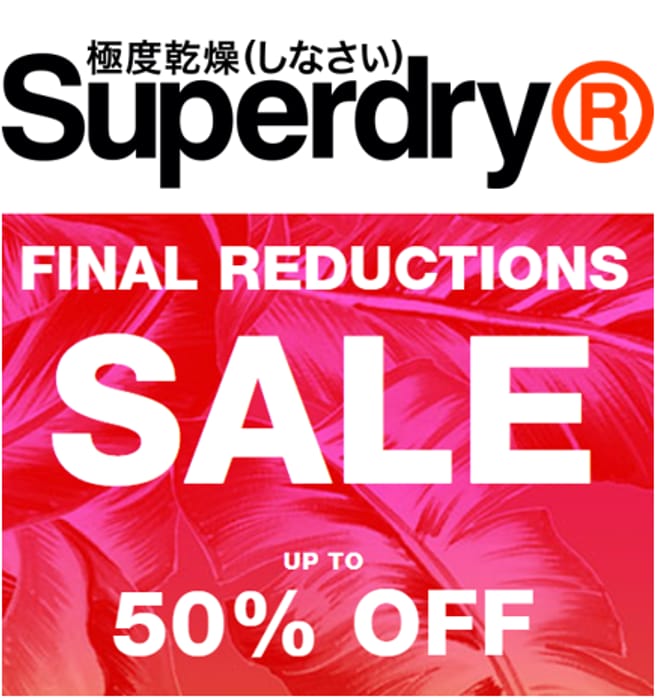 極度乾燥(しなさい)
Superdry®
FINAL REDUCTIONS
SALE
UP TO
50% OFF